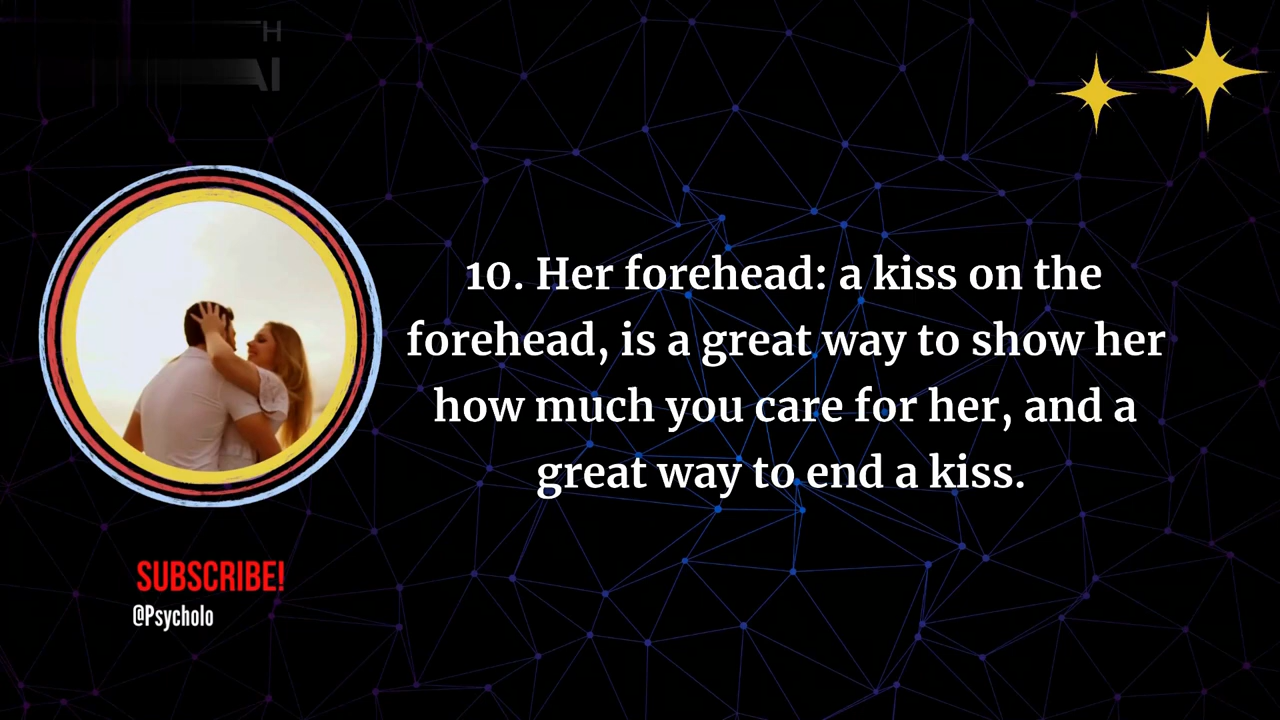 10. Her forehead: a kiss on the
forehead, is a great way to show her
how much you care for her, and a
great way to end a kiss.
SUBSCRIBE!
@Psycholo